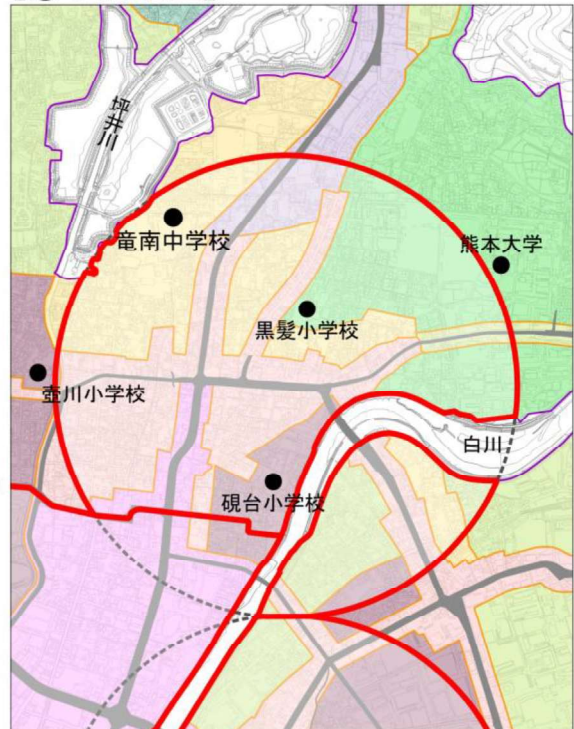 坪井川
竜南中学校
熊本大学
黒髪小学校
壺川小学校
白川
硯台小学校